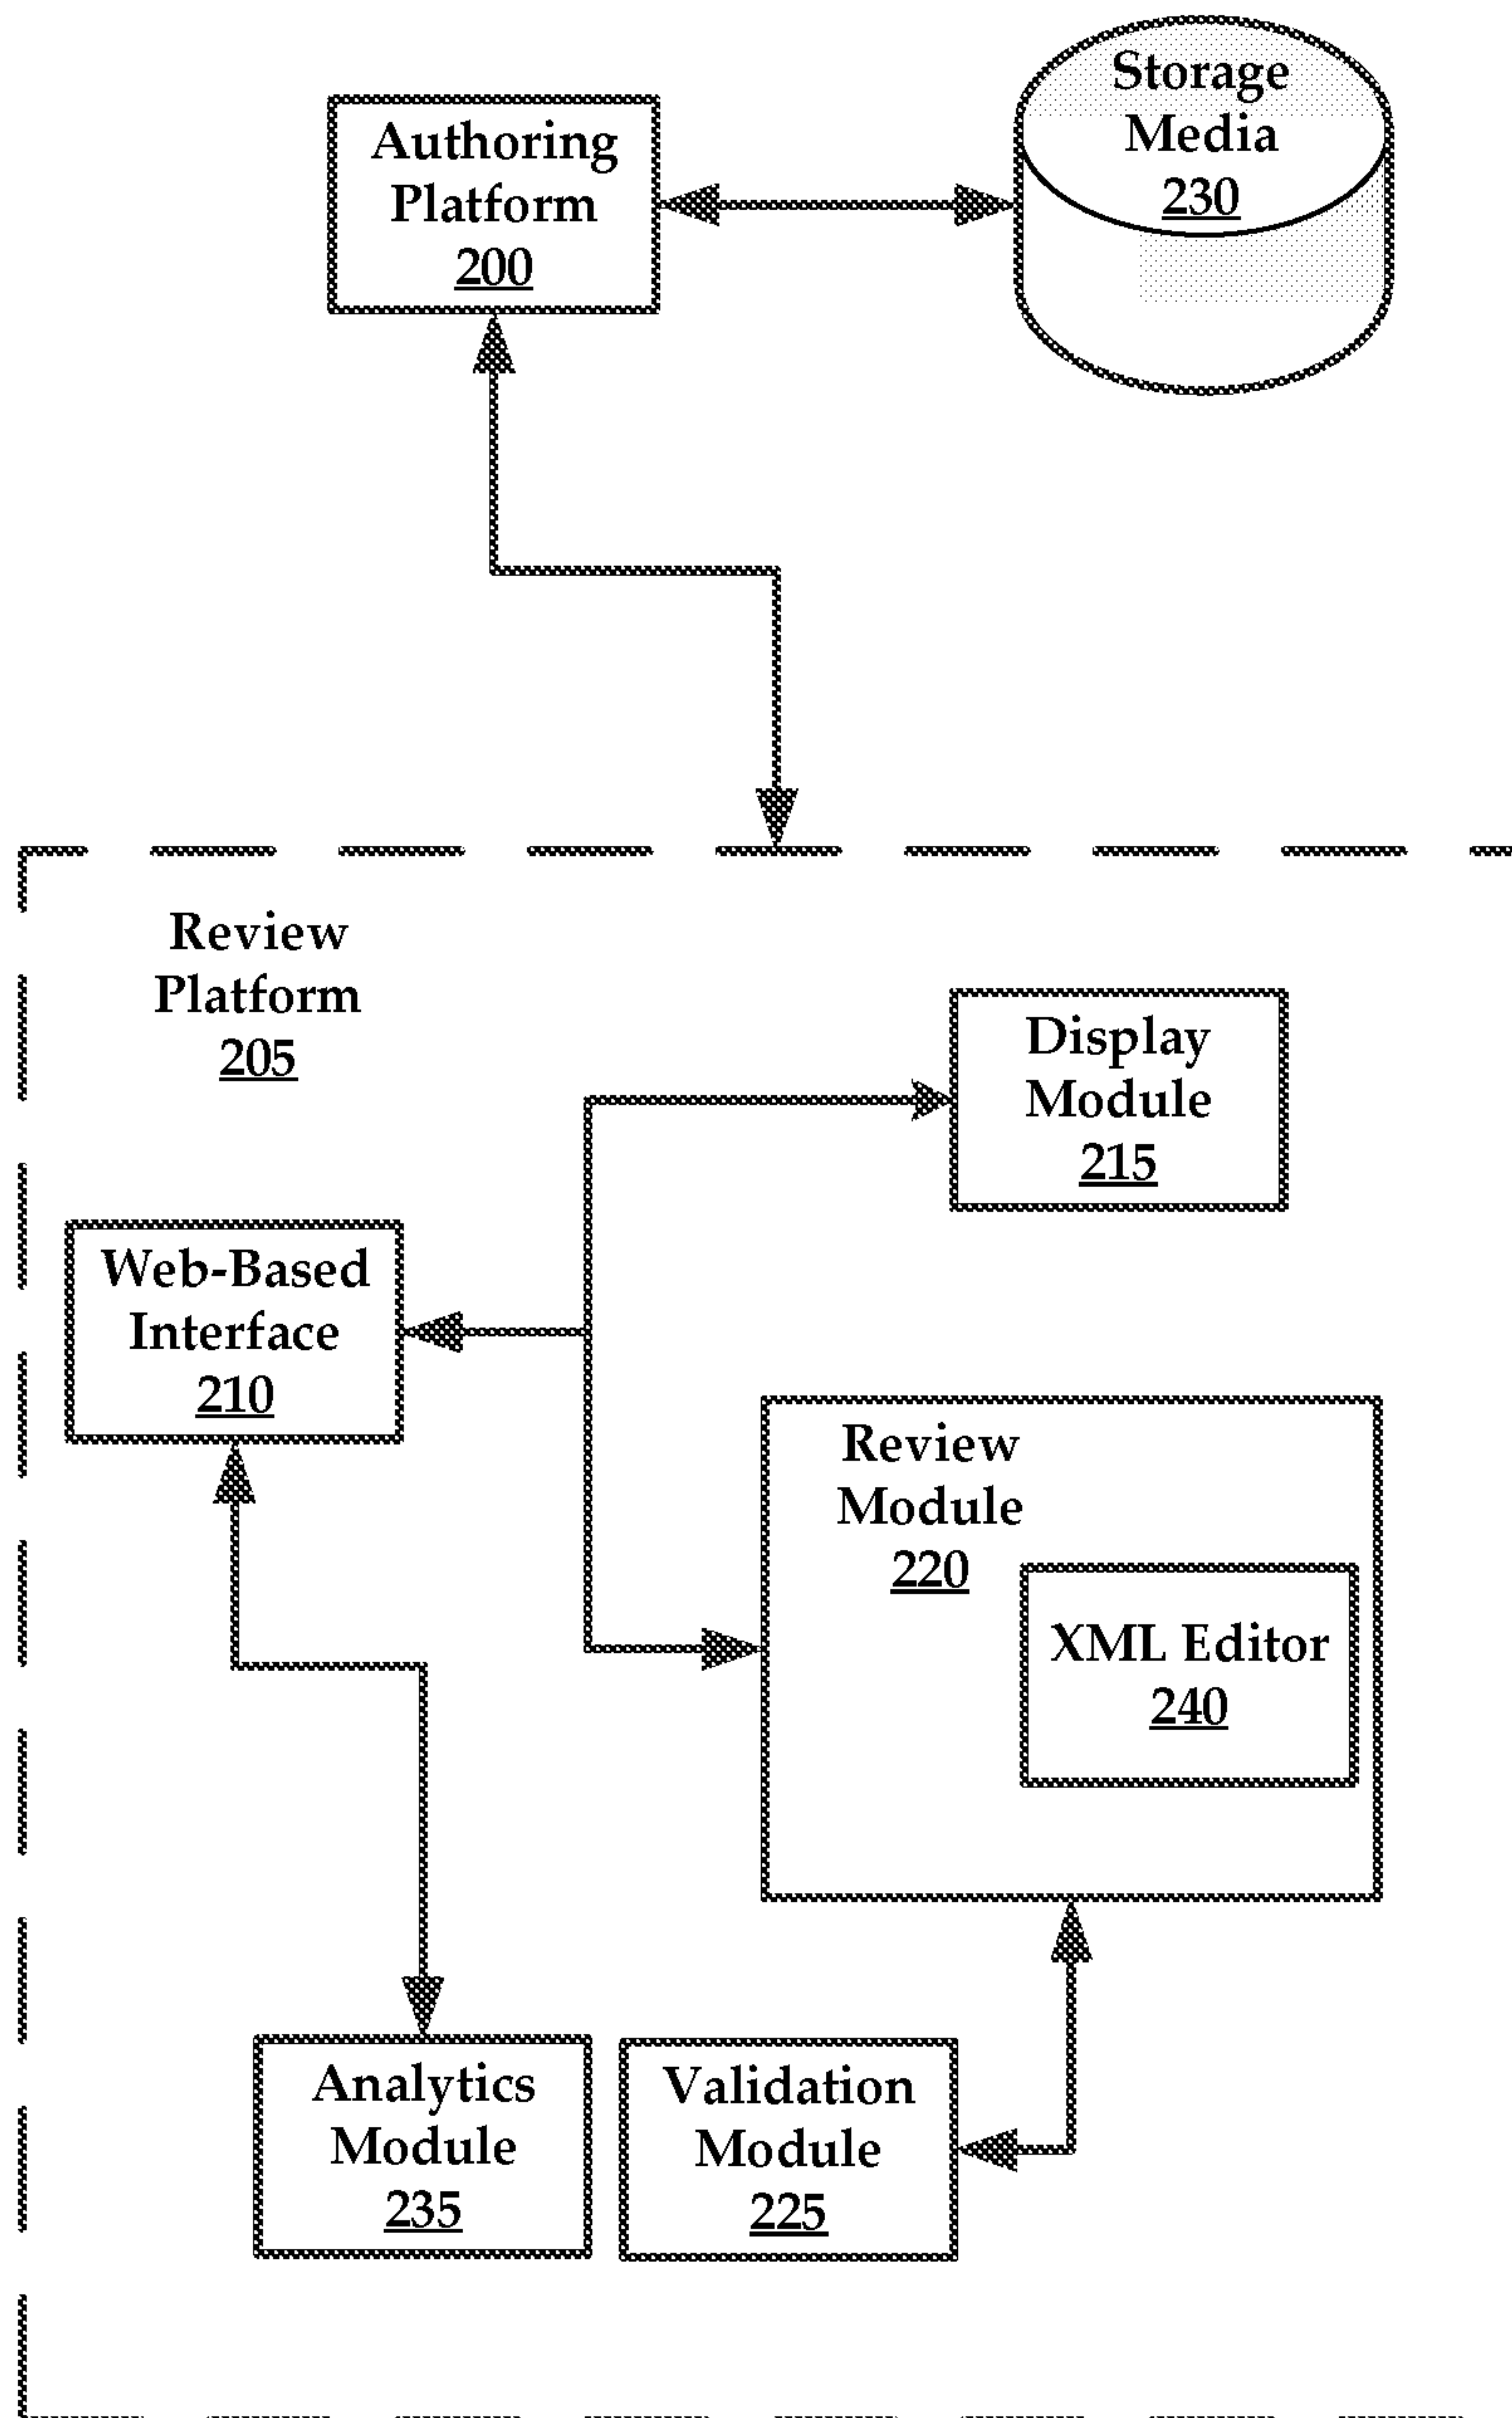 Authoring
Platform
200
Storage
Media
230
Review
Platform
205
Display
Module
215
Web-Based
Interface
210
Review
Module
220
XML Editor
240
Analytics
Module
235
Validation
Module
225